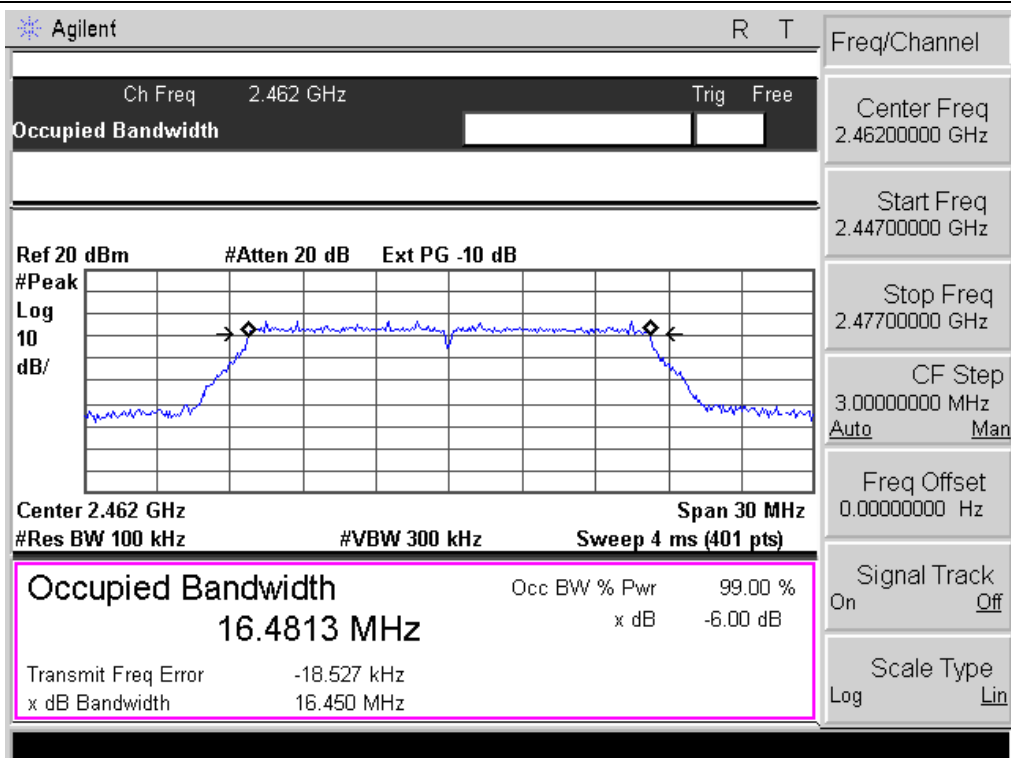 Agilent R T
Ch Freq 2.462 GHz Trig Free
Occupied Bandwidth
Ref 20 dBm #Atten 20 dB Ext PG -10 dB
#Peak
Log
10
dB/
Center 2.462 GHz Span 30 MHz
#Res BW 100 kHz #VBW 300 kHz Sweep 4 ms (401 pts)
Occupied Bandwidth
16.4813 MHz
Occ BW % Pwr 99.00 %
x dB -6.00 dB
Transmit Freq Error -18.527 kHz
x dB Bandwidth 16.450 MHz
Freq/Channel
Center Freq
2.46200000 GHz
Start Freq
2.44700000 GHz
Stop Freq
2.47700000 GHz
CF Step
3.00000000 MHz
Auto Man
Freq Offset
0.00000000 Hz
Signal Track
On Off
Scale Type
Log Lin